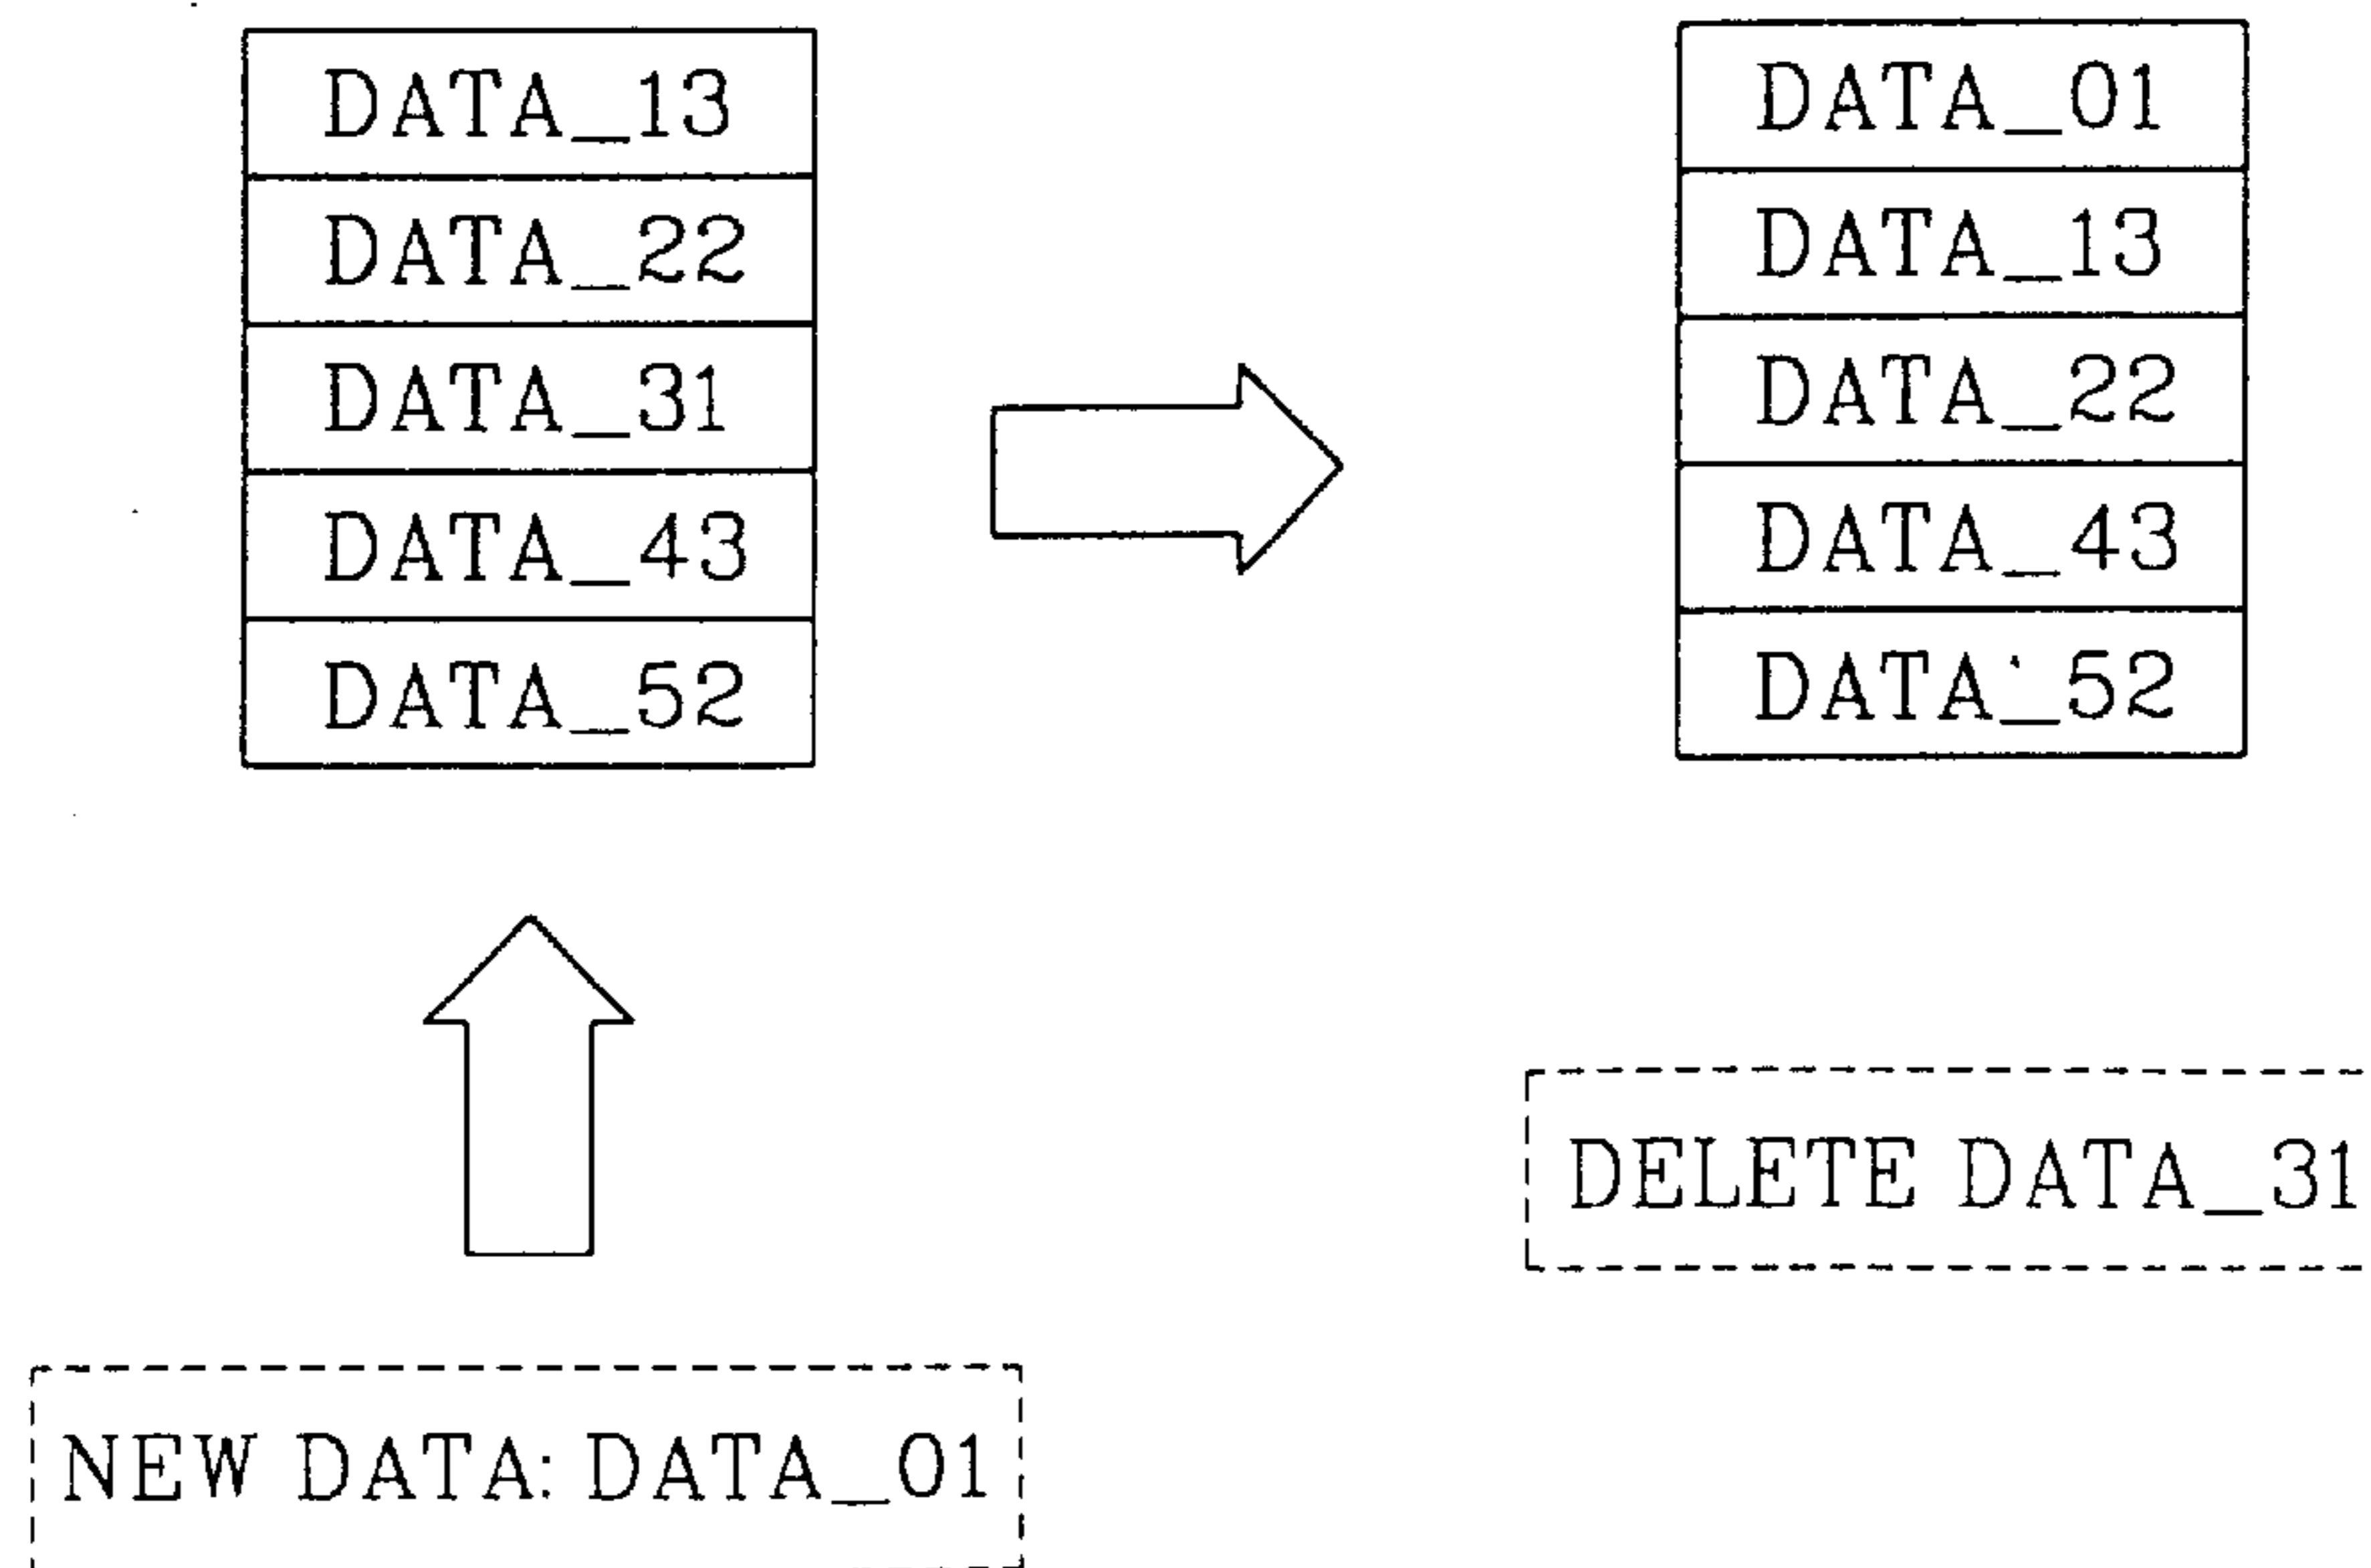 DATA_13
DATA_22
DATA_31
DATA_43
DATA_52
DATA_01
DATA_13
DATA_22
DATA_43
DATA_52
DELETE DATA_31
NEW DATA: DATA_01